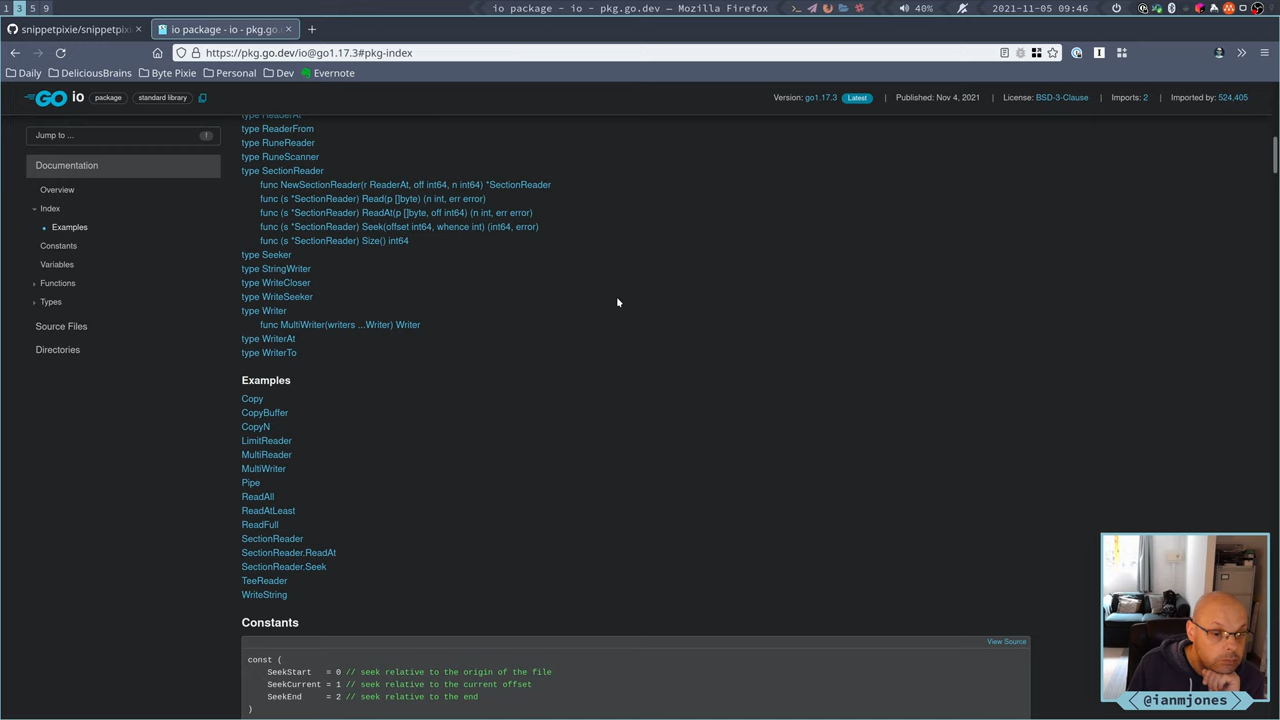 1 3 5 9
io package - io - pkg.go.dev — Mozilla Firefox
40%
2021-11-05 09:46
snippetpixie/snippetpixi
io package - io - pkg.go.
https://pkg.go.dev/io@go1.17.3#pkg-index
Daily
DeliciousBrains
Byte Pixie
Personal
Dev
Evernote
GO io package standard library
Version: go1.17.3 Latest | Published: Nov 4, 2021 | License: BSD-3-Clause | Imports: 2 | Imported by: 524,405
Jump to ...
Documentation
Overview
Index
Examples
Constants
Variables
Functions
Types
Source Files
Directories
type ReaderAt
type ReaderFrom
type RuneReader
type RuneScanner
type SectionReader
func NewSectionReader(r ReaderAt, off int64, n int64) *SectionReader
func (s *SectionReader) Read(p []byte) (n int, err error)
func (s *SectionReader) ReadAt(p []byte, off int64) (n int, err error)
func (s *SectionReader) Seek(offset int64, whence int) (int64, error)
func (s *SectionReader) Size() int64
type Seeker
type StringWriter
type WriteCloser
type WriteSeeker
type Writer
func MultiWriter(writers ...Writer) Writer
type WriterAt
type WriterTo
Examples
Copy
CopyBuffer
CopyN
LimitReader
MultiReader
MultiWriter
Pipe
ReadAll
ReadAtLeast
ReadFull
SectionReader
SectionReader.ReadAt
SectionReader.Seek
TeeReader
WriteString
Constants
View Source
const (
SeekStart = 0 // seek relative to the origin of the file
SeekCurrent = 1 // seek relative to the current offset
SeekEnd = 2 // seek relative to the end
)
@ianmjones